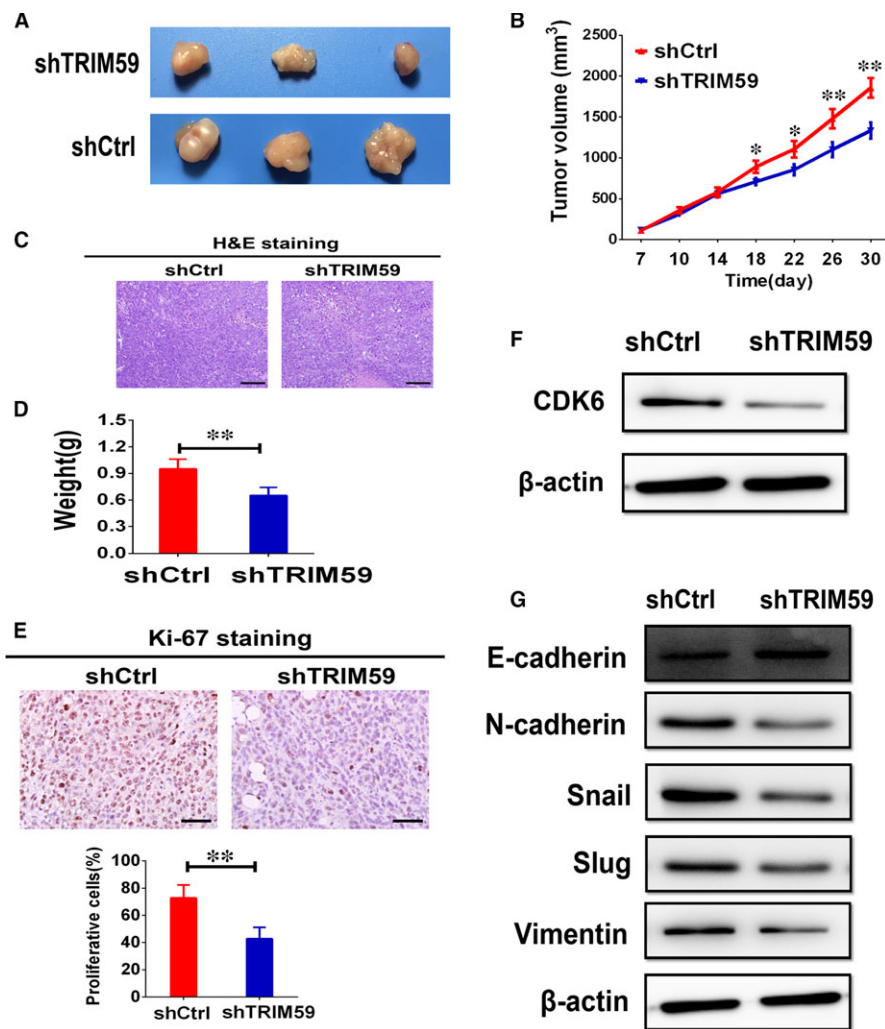 A
shTRIM59
shCtrl
B
Tumor volume (mm3)
2500
2000
1500
1000
500
0
shCtrl
shTRIM59
*
*
**
**
7 10 14 18 22 26 30
Time(day)
C
H&E staining
shCtrl shTRIM59
D
Weight(g)
1.5
1.2
0.9
0.6
0.3
0.0
**
shCtrl shTRIM59
E
Ki-67 staining
shCtrl shTRIM59
Proliferative cells(%)
100
80
60
40
20
0
**
shCtrl shTRIM59
F
shCtrl shTRIM59
CDK6
β-actin
G
shCtrl shTRIM59
E-cadherin
N-cadherin
Snail
Slug
Vimentin
β-actin